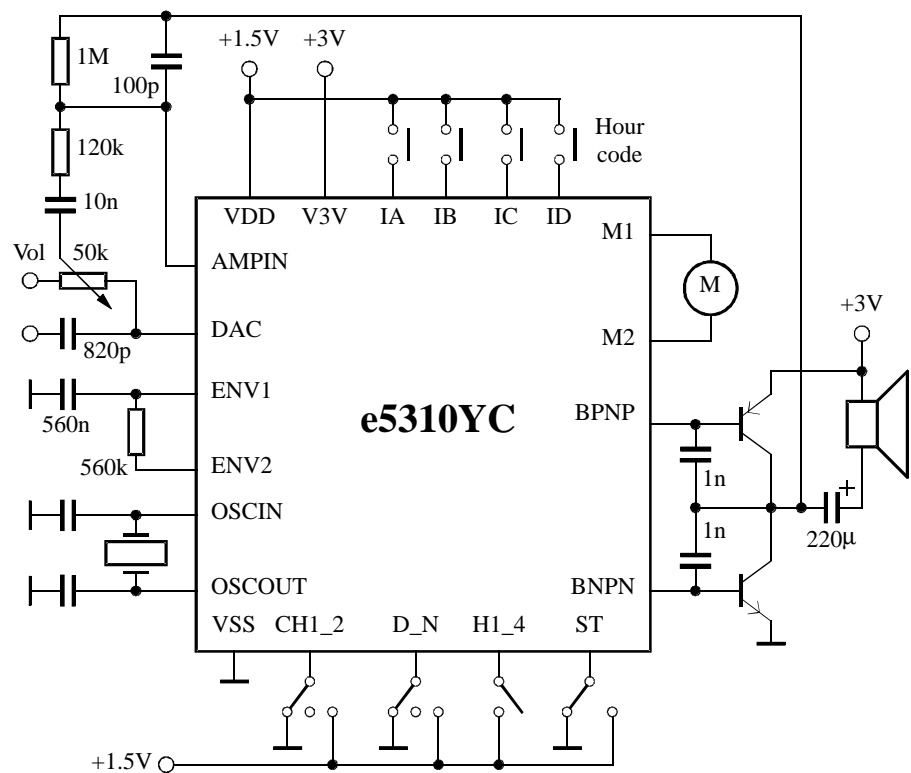 +1.5V
+3V
1M
100p
Hour
code
120k
10n
VDD
V3V
IA
IB
IC
ID
M1
Vol
50k
AMPIN
M
+3V
DAC
M2
820p
ENV1
560n
e5310YC
BPNP
560k
ENV2
1n
OSCIN
+
1n
220µ
OSCOUT
BNPN
VSS
CH1_2
D_N
H1_4
ST
+1.5V